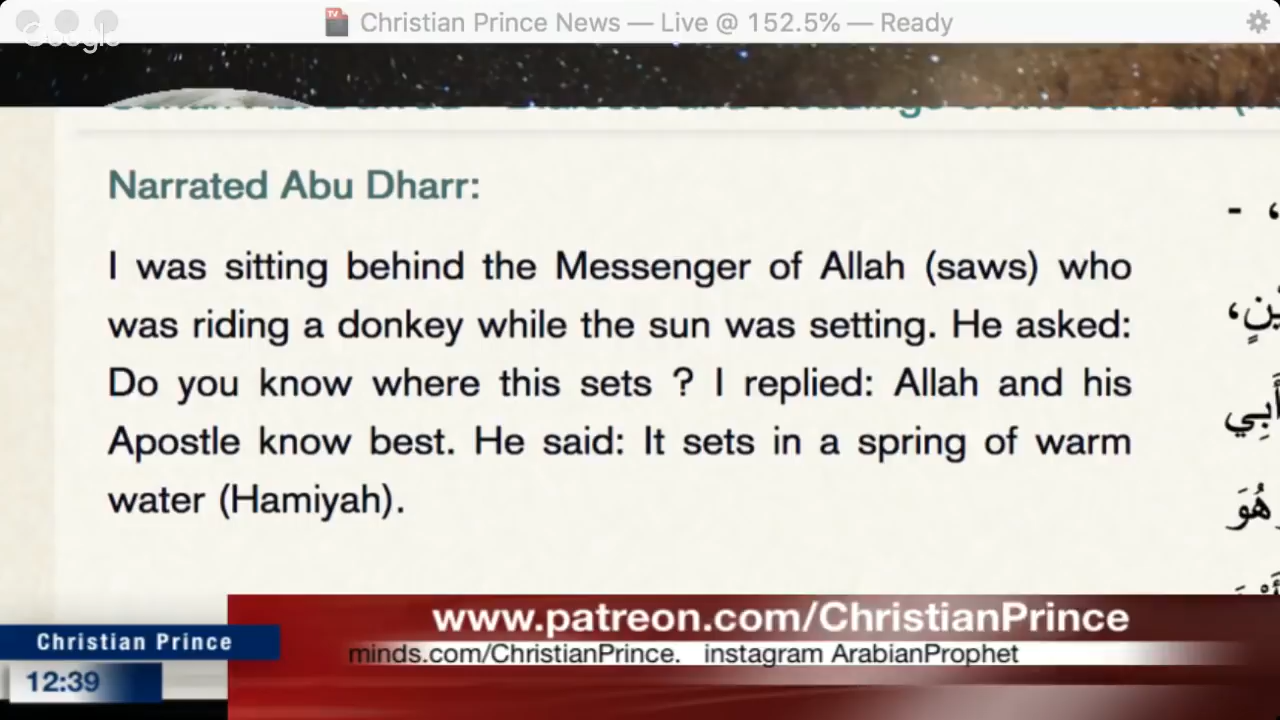 Christian Prince News — Live @ 152.5% — Ready
Google
Narrated Abu Dharr:
I was sitting behind the Messenger of Allah (saws) who
was riding a donkey while the sun was setting. He asked:
Do you know where this sets ? I replied: Allah and his
Apostle know best. He said: It sets in a spring of warm
water (Hamiyah).
أَبِي
هُوَ
www.patreon.com/ChristianPrince
Christian Prince
minds.com/ChristianPrince. instagram ArabianProphet
12:39